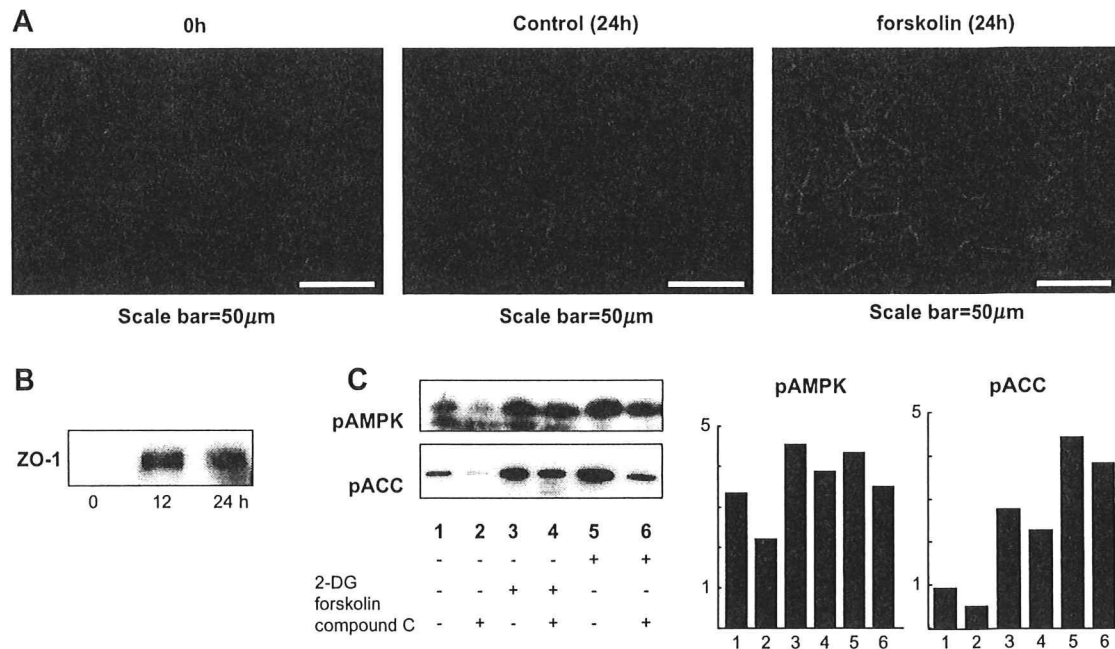 A
0h
Control (24h)
forskolin (24h)
Scale bar=50μm
Scale bar=50μm
Scale bar=50μm
B
ZO-1
0 12 24 h
C
pAMPK
pACC
1 2 3 4 5 6
- - - - + +
2-DG
forskolin - - + + - -
compound C - + - + - +
pAMPK
5
1
1 2 3 4 5 6
pACC
5
1
1 2 3 4 5 6